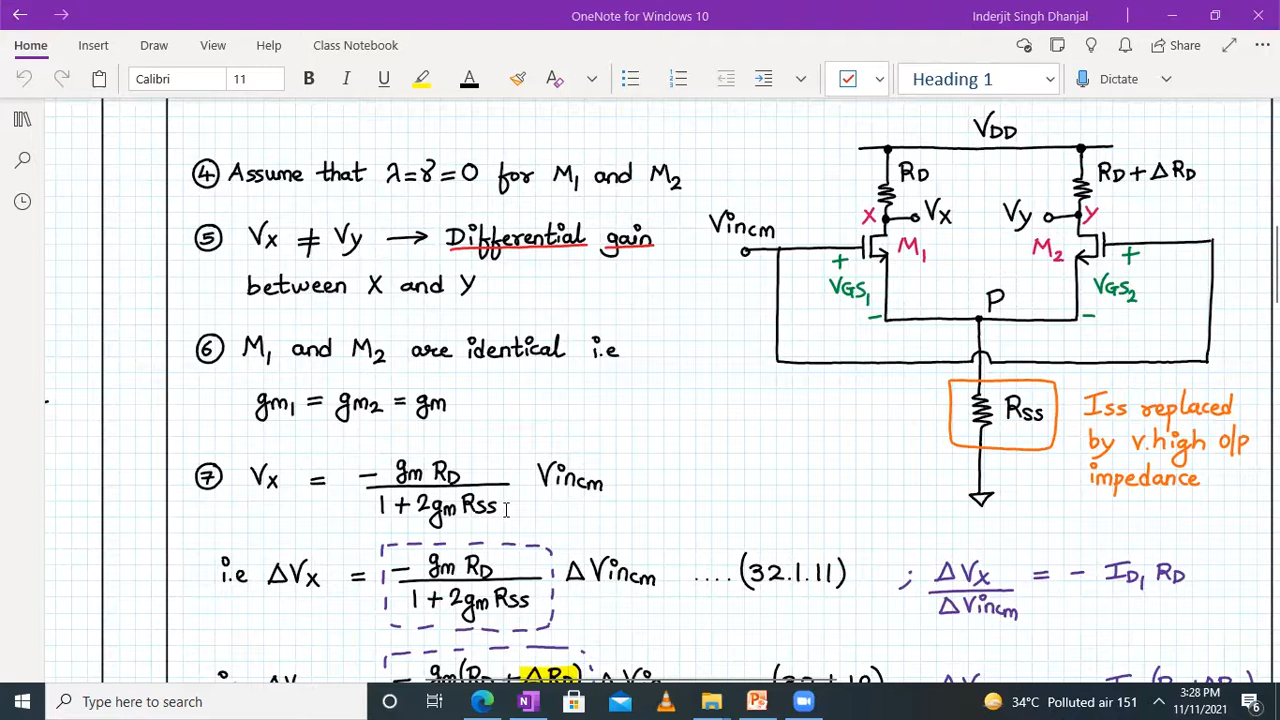 OneNote for Windows 10
Inderjit Singh Dhanjal
Home Insert Draw View Help Class Notebook
Share
Calibri 11 B I U A
Heading 1
Dictate
④ Assume that λ=γ=0 for M1 and M2
⑤ Vx ≠ Vy → Differential gain
between X and Y
⑥ M1 and M2 are identical i.e
gm1 = gm2 = gm
⑦ Vx = - gm RD / 1 + 2gm Rss Vincm
i.e ΔVx = - gm RD / 1 + 2gm Rss ΔVincm ....(32.1.11) ; ΔVx / ΔVincm = - ID1 RD
VDD
RD
RD + ΔRD
X
Vx
Vy
Y
Vincm
M1
M2
+
VGS1
-
+
VGS2
-
P
Rss
Iss replaced
by v.high o/p
impedance
Type here to search
34°C Polluted air 151
3:28 PM
11/11/2021
6